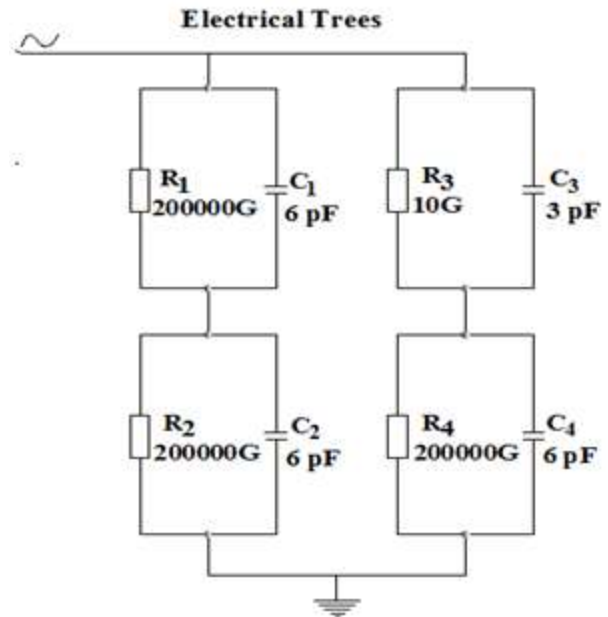 Electrical Trees
R1
200000G
C1
6 pF
R3
10G
C3
3 pF
R2
200000G
C2
6 pF
R4
200000G
C4
6 pF